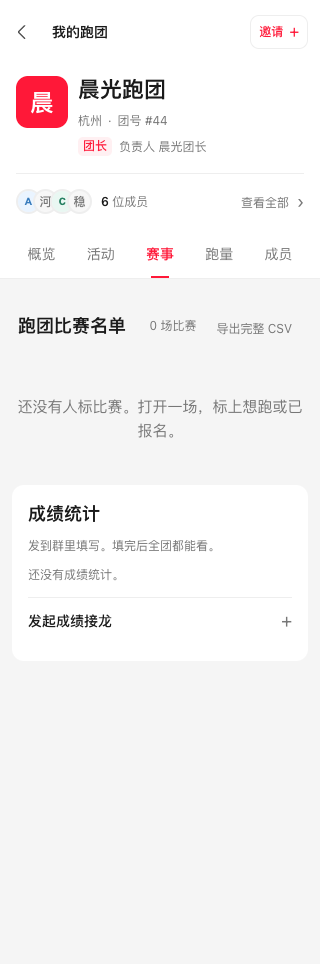 我的跑团
邀请 +
晨
晨光跑团
杭州 · 团号 #44
团长 负责人 晨光团长
A 河 C 稳 6 位成员 查看全部 ›
概览 活动 赛事 跑量 成员
跑团比赛名单 0 场比赛 导出完整 CSV
还没有人标比赛。打开一场，标上想跑或已
报名。
成绩统计
发到群里填写。填完后全团都能看。
还没有成绩统计。
发起成绩接龙 +